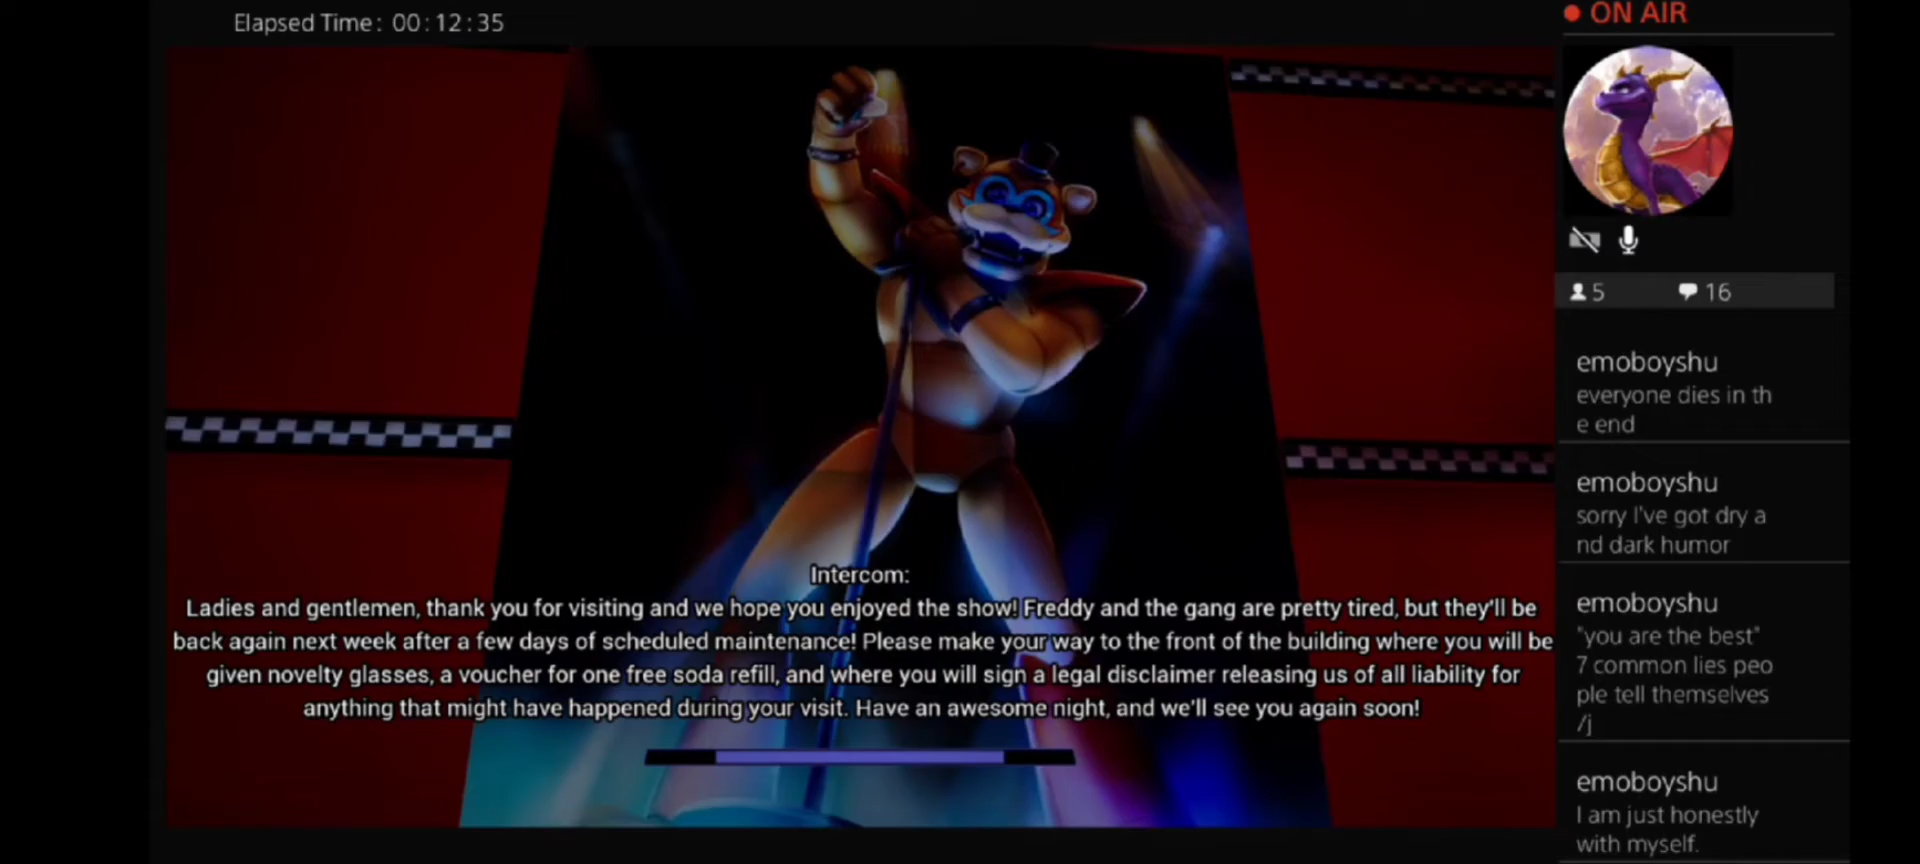 Elapsed Time: 00:12:35
ON AIR
5
16
emoboyshu
everyone dies in th
e end
emoboyshu
sorry I've got dry a
nd dark humor
emoboyshu
"you are the best"
7 common lies peo
ple tell themselves
/j
emoboyshu
I am just honestly
with myself.
Intercom:
Ladies and gentlemen, thank you for visiting and we hope you enjoyed the show! Freddy and the gang are pretty tired, but they'll be
back again next week after a few days of scheduled maintenance! Please make your way to the front of the building where you will be
given novelty glasses, a voucher for one free soda refill, and where you will sign a legal disclaimer releasing us of all liability for
anything that might have happened during your visit. Have an awesome night, and we'll see you again soon!